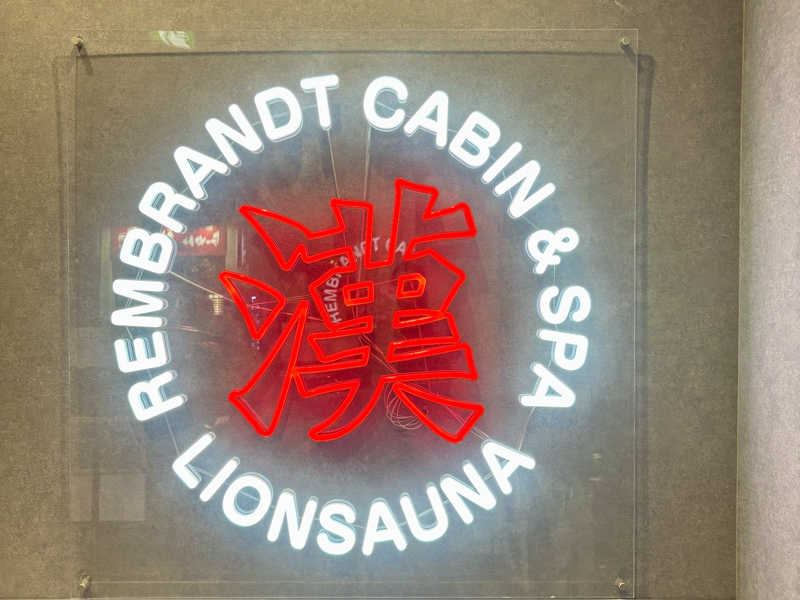 REMBRANDT CABIN & SPA
漢
LIONSAUNA